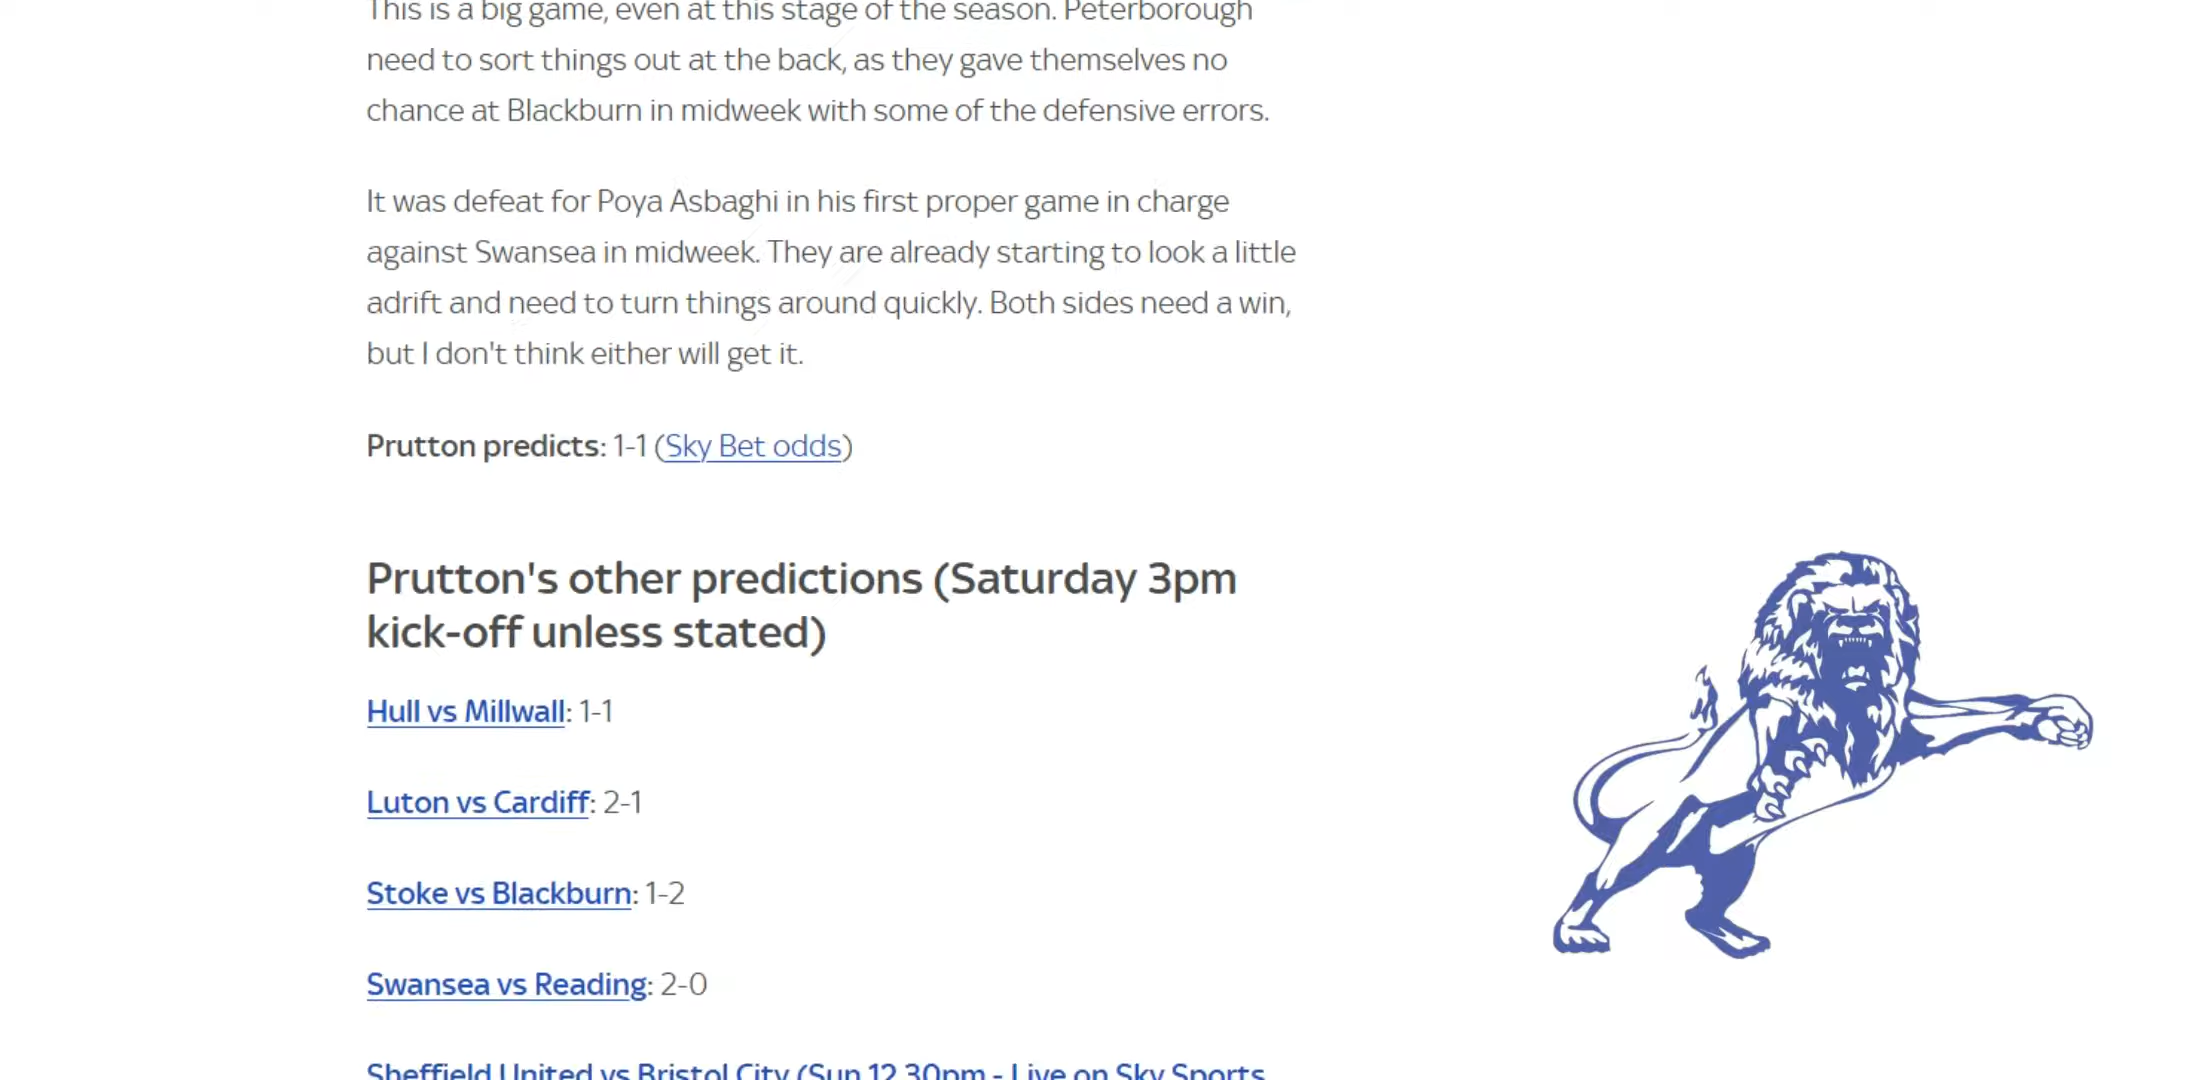 This is a big game, even at this stage of the season. Peterborough
need to sort things out at the back, as they gave themselves no
chance at Blackburn in midweek with some of the defensive errors.
It was defeat for Poya Asbaghi in his first proper game in charge
against Swansea in midweek. They are already starting to look a little
adrift and need to turn things around quickly. Both sides need a win,
but I don't think either will get it.
Prutton predicts: 1-1 (Sky Bet odds)
Prutton's other predictions (Saturday 3pm
kick-off unless stated)
Hull vs Millwall: 1-1
Luton vs Cardiff: 2-1
Stoke vs Blackburn: 1-2
Swansea vs Reading: 2-0
Sheffield United vs Bristol City (Sun 12.30pm - Live on Sky Sports